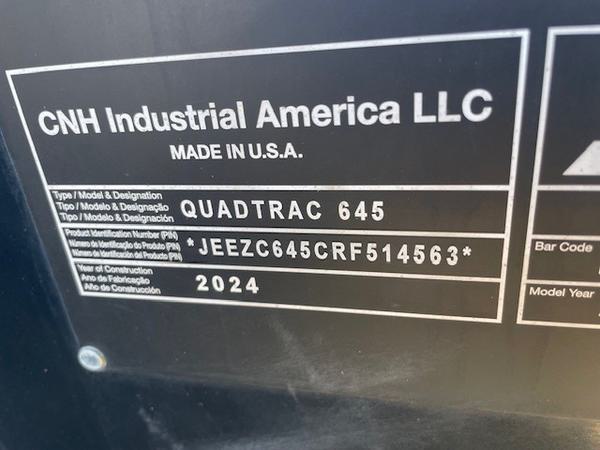 CNH Industrial America LLC
MADE IN U.S.A.
Type / Model & Designation
Tipo / Modelo & Designação
Tipo / Modelo & Designación
QUADTRAC 645
Product Identification Number (PIN)
Número de Identificação do Produto (PIN)
Número de Identificación del Producto (PIN)
*JEEZC645CRF514563*
Year of Construction
Ano de Fabricação
Año de Construcción
2024
Bar Code
Model Year